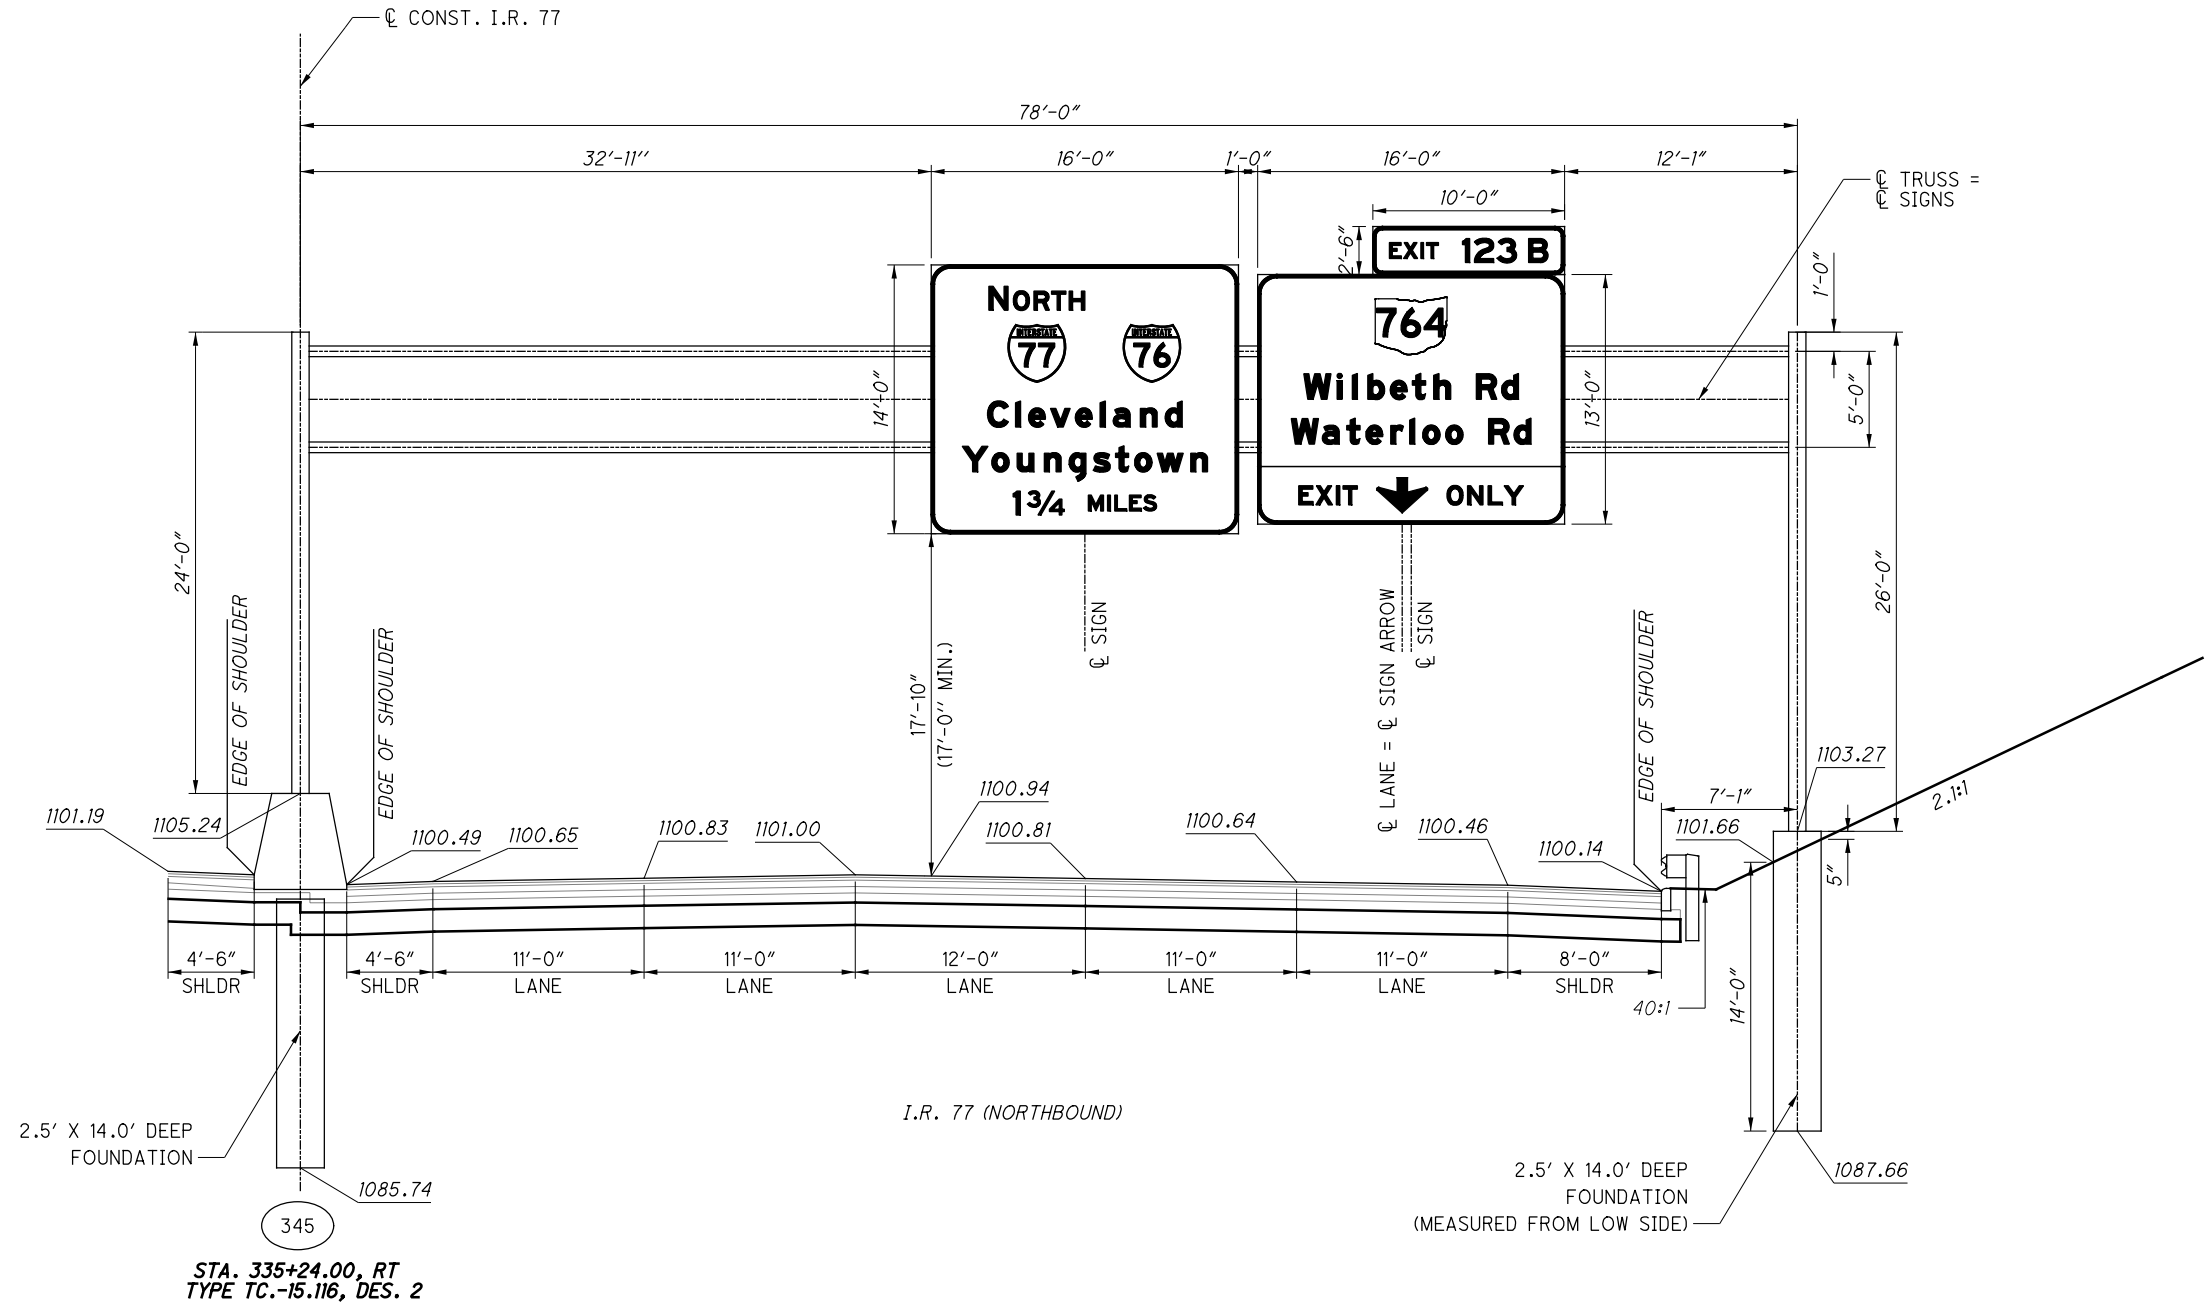 ℄ CONST. I.R. 77
78'-0"
32'-11''
16'-0"
1'-0"
16'-0"
12'-1"
℄ TRUSS =
℄ SIGNS
10'-0"
2'-6"
EXIT 123 B
1'-0"
NORTH
INTERSTATE
77
INTERSTATE
76
Cleveland
Youngstown
1 3/4 MILES
764
Wilbeth Rd
Waterloo Rd
EXIT ONLY
14'-0"
13'-0"
5'-0"
24'-0"
26'-0"
EDGE OF SHOULDER
EDGE OF SHOULDER
17'-10"
(17'-0'' MIN.)
℄ SIGN
℄ LANE = ℄ SIGN ARROW
℄ SIGN
EDGE OF SHOULDER
1103.27
2.1:1
7'-1"
1101.19
1105.24
1100.49
1100.65
1100.83
1101.00
1100.94
1100.81
1100.64
1100.46
1100.14
1101.66
5"
4'-6"
SHLDR
4'-6"
SHLDR
11'-0"
LANE
11'-0"
LANE
12'-0"
LANE
11'-0"
LANE
11'-0"
LANE
8'-0"
SHLDR
40:1
14'-0"
I.R. 77 (NORTHBOUND)
2.5' X 14.0' DEEP
FOUNDATION
1085.74
2.5' X 14.0' DEEP
FOUNDATION
(MEASURED FROM LOW SIDE)
1087.66
345
STA. 335+24.00, RT
TYPE TC.-15.116, DES. 2